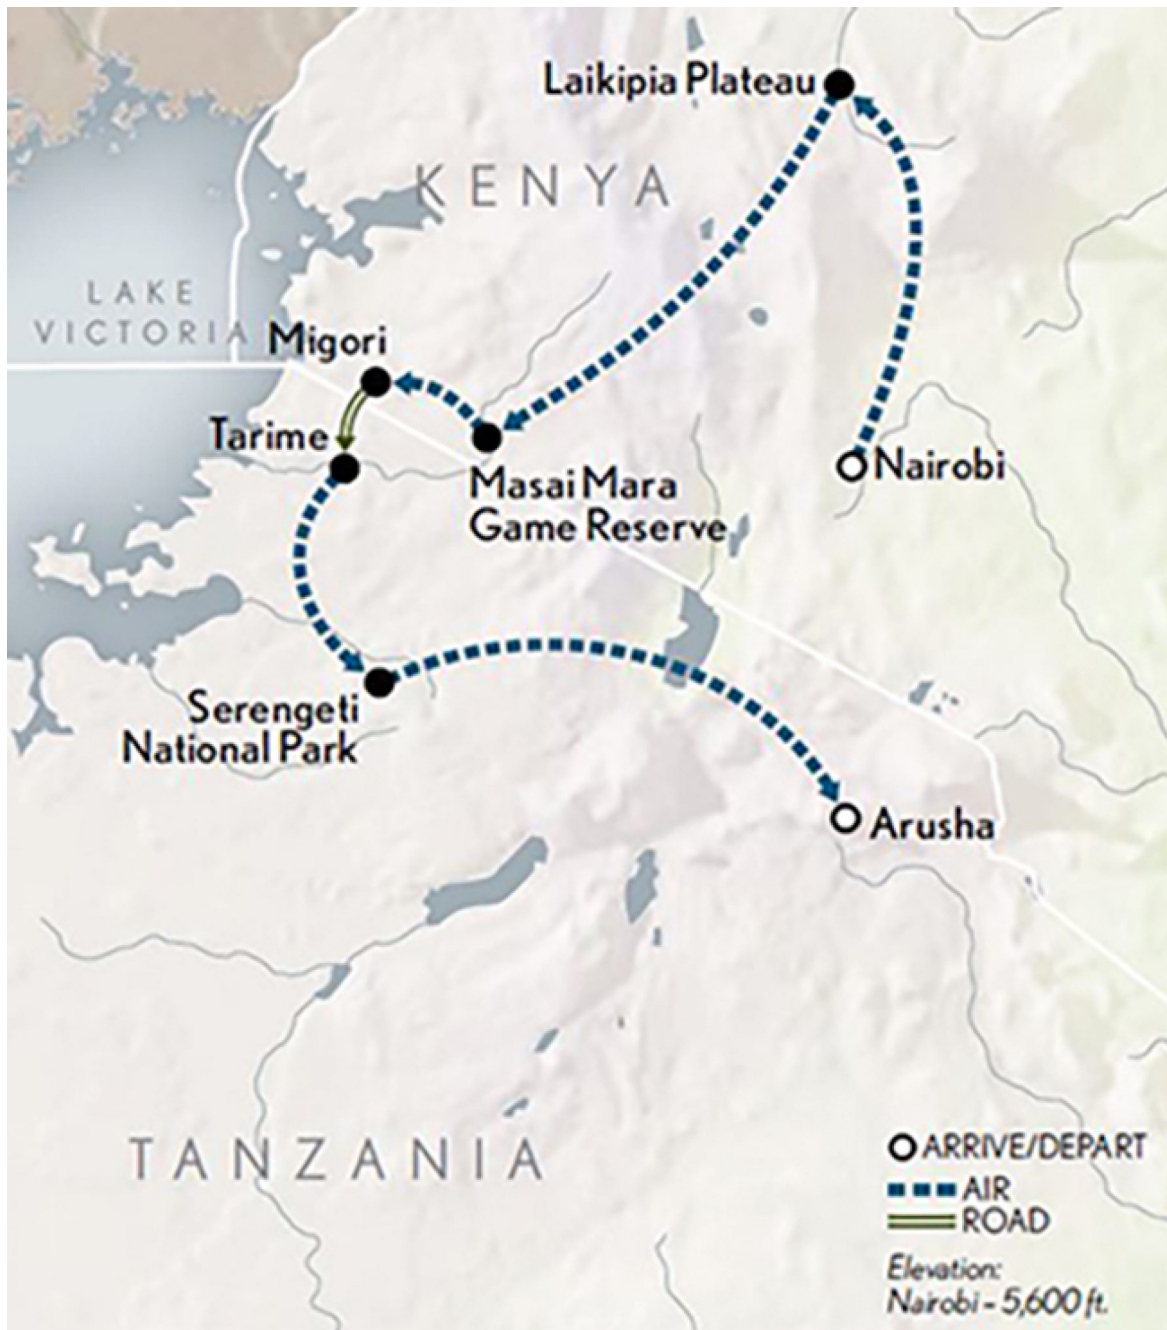 Laikipia Plateau
KENYA
LAKE
VICTORIA
Migori
Tarime
Nairobi
Masai Mara
Game Reserve
Serengeti
National Park
Arusha
TANZANIA
ARRIVE/DEPART
AIR
ROAD
Elevation:
Nairobi - 5,600 ft.